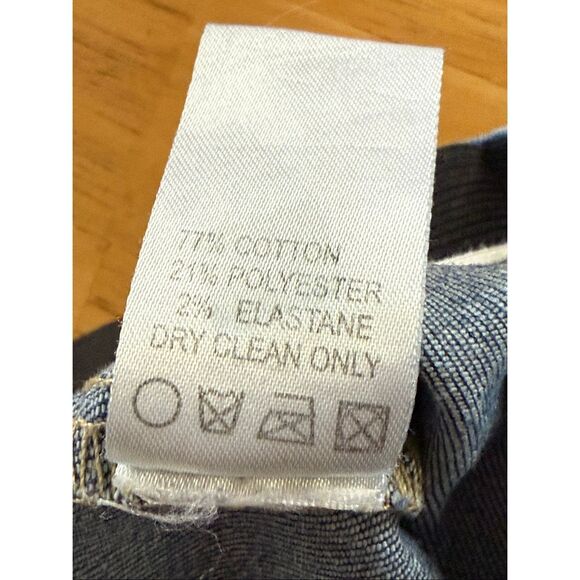 77% COTTON
21% POLYESTER
2% ELASTANE
DRY CLEAN ONLY